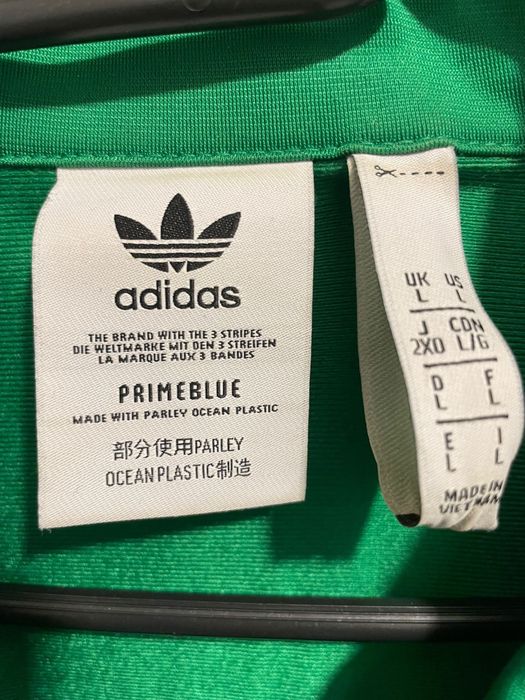 adidas
THE BRAND WITH THE 3 STRIPES
DIE WELTMARKE MIT DEN 3 STREIFEN
LA MARQUE AUX 3 BANDES
PRIMEBLUE
MADE WITH PARLEY OCEAN PLASTIC
部分使用PARLEY
OCEAN PLASTIC制造
UK US
L L
J CDN
2XO L/G
D F
L L
E I
L L
MADE IN
VIETNAM